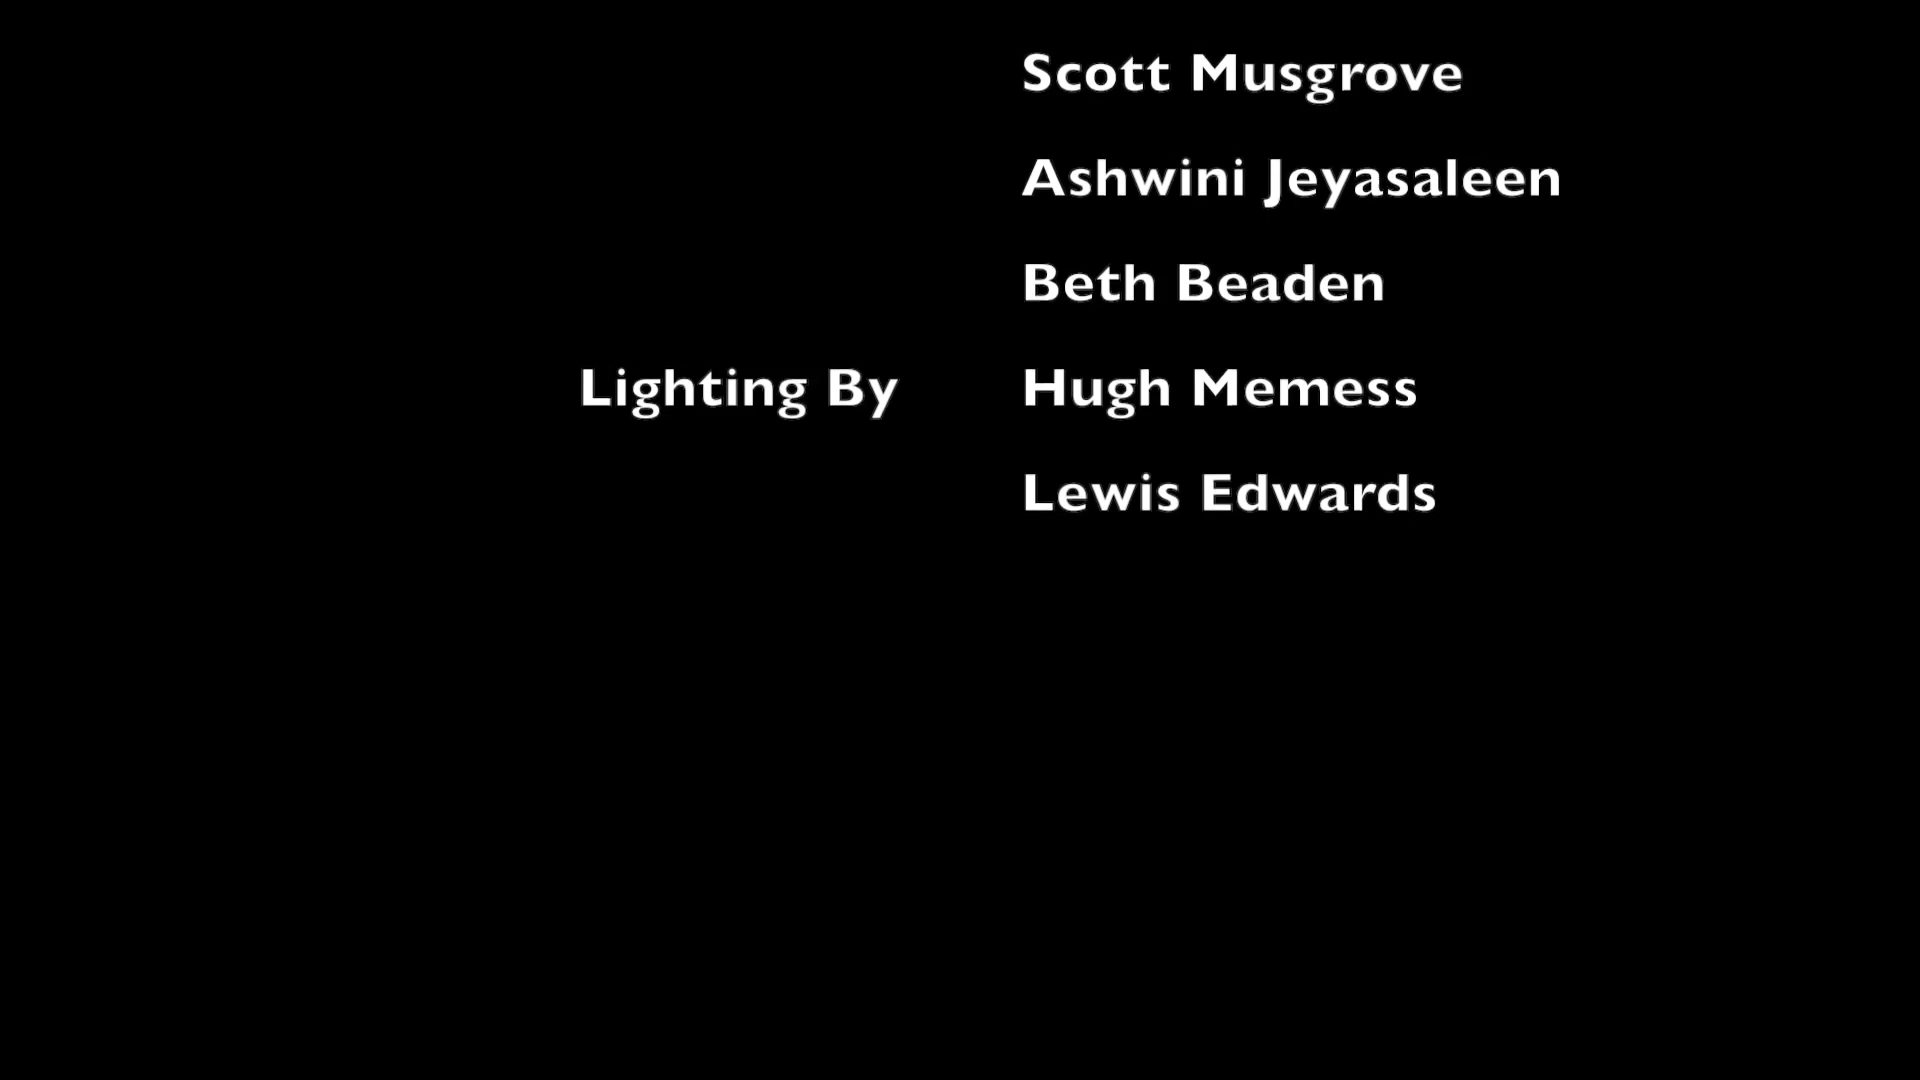 Scott Musgrove
Ashwini Jeyasaleen
Beth Beaden
Lighting By Hugh Memess
Lewis Edwards